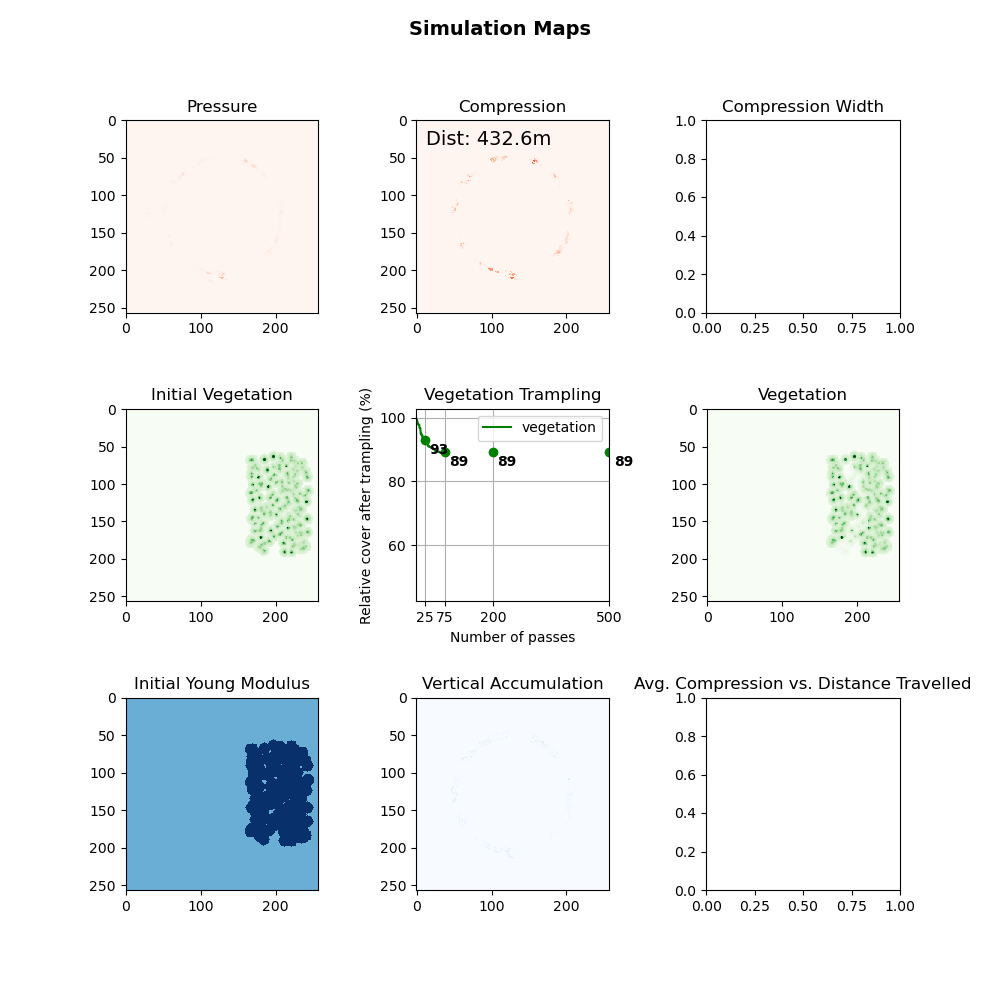 Simulation Maps
Pressure
0
50
100
150
200
250
0 100 200
Compression
Dist: 432.6m
0
50
100
150
200
250
0 100 200
Compression Width
1.0
0.8
0.6
0.4
0.2
0.0
0.00 0.25 0.50 0.75 1.00
Initial Vegetation
0
50
100
150
200
250
0 100 200
Vegetation Trampling
Relative cover after trampling (%)
100
80
60
vegetation
93
89
89
89
25 75 200 500
Number of passes
Vegetation
0
50
100
150
200
250
0 100 200
Initial Young Modulus
0
50
100
150
200
250
0 100 200
Vertical Accumulation
0
50
100
150
200
250
0 100 200
Avg. Compression vs. Distance Travelled
1.0
0.8
0.6
0.4
0.2
0.0
0.00 0.25 0.50 0.75 1.00